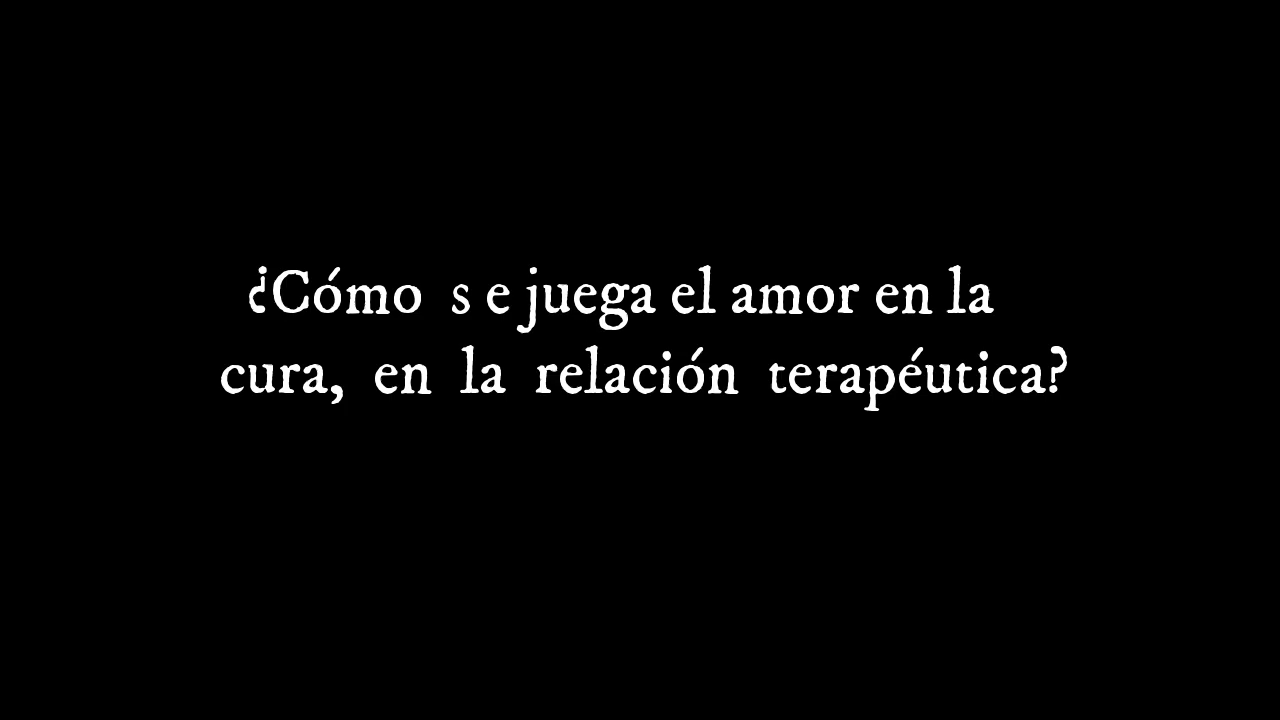 ¿Cómo s e juega el amor en la
cura, en la relación terapéutica?